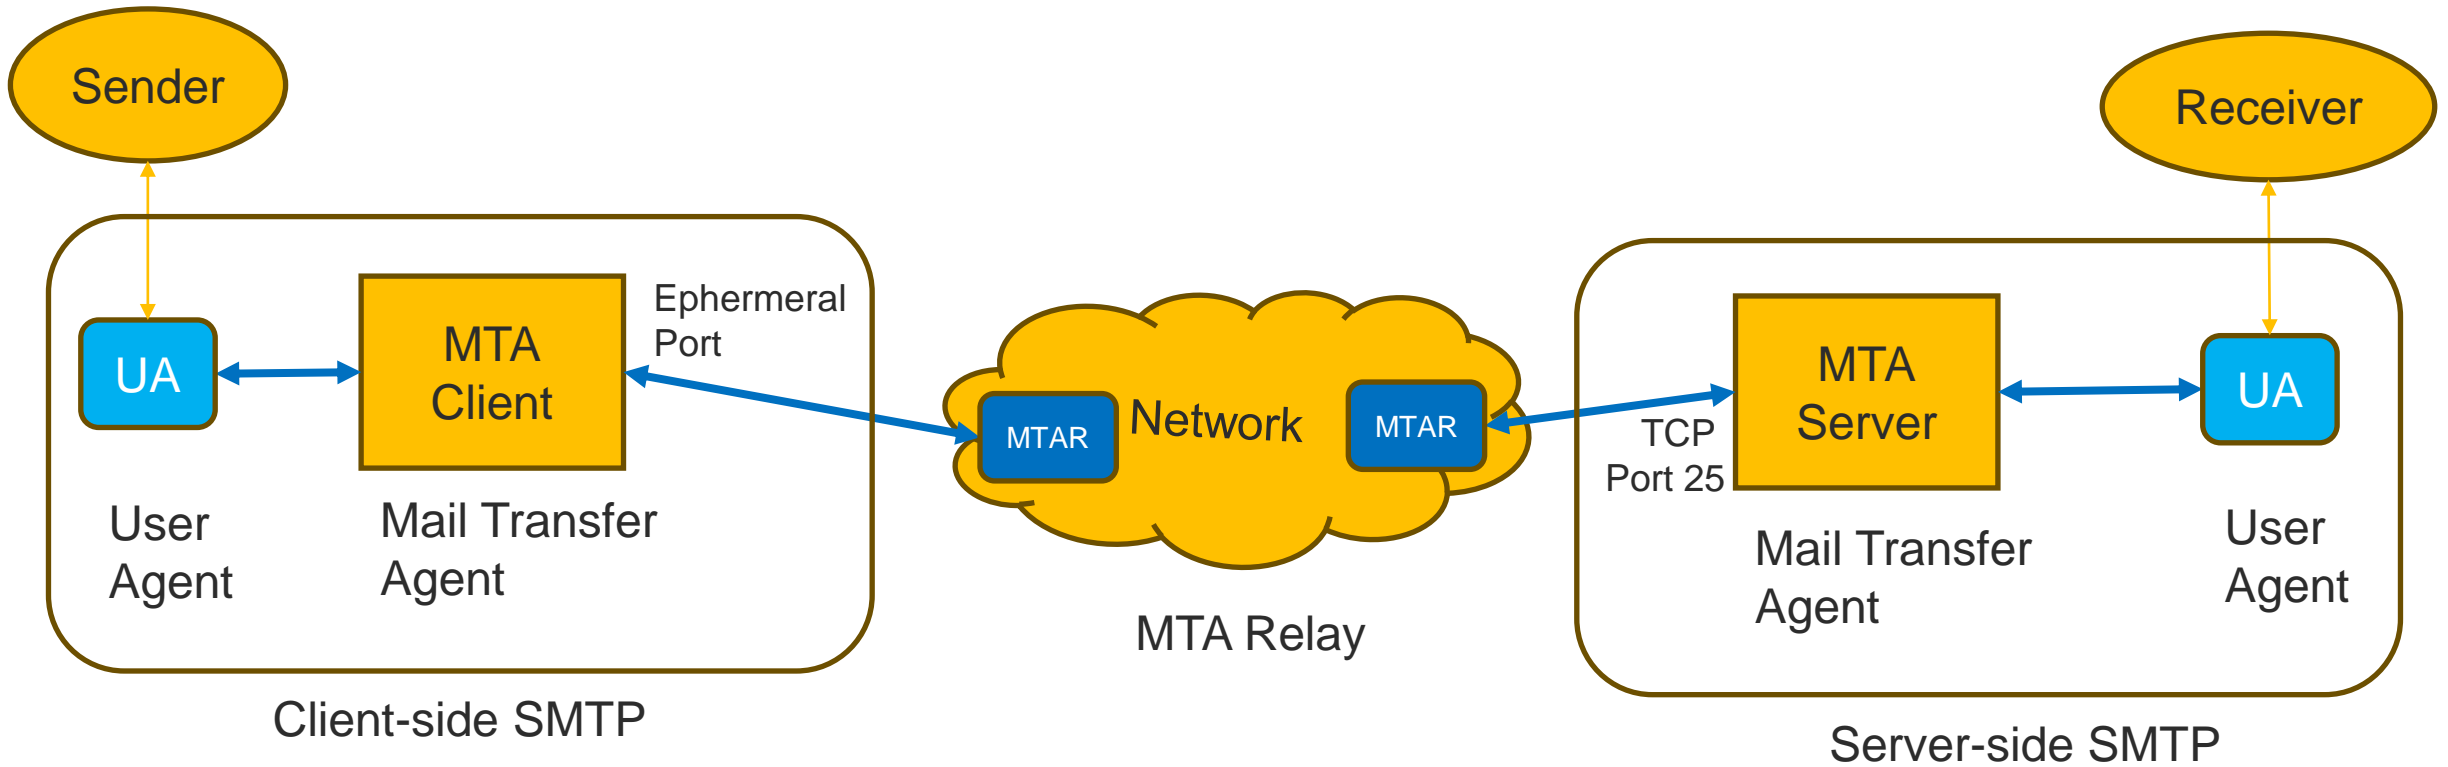 Sender
Receiver
UA
MTA
Client
Ephermeral
Port
MTAR
Network
MTAR
TCP
Port 25
MTA
Server
UA
User
Agent
Mail Transfer
Agent
MTA Relay
Mail Transfer
Agent
User
Agent
Client-side SMTP
Server-side SMTP